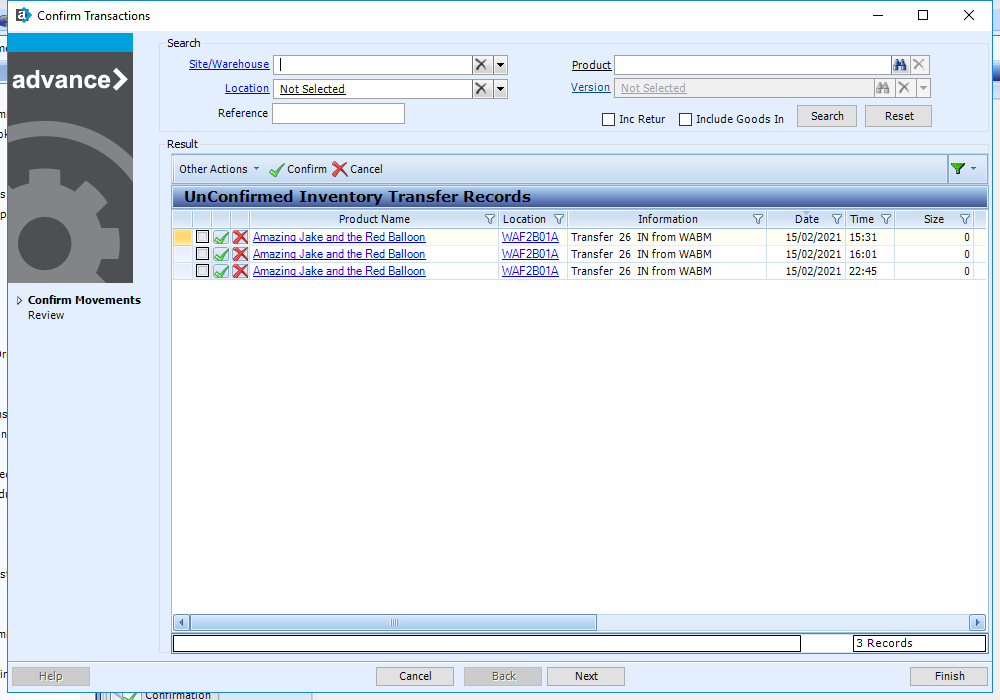 Confirm Transactions
advance
Confirm Movements
Review
Search
Site/Warehouse
Product
Location Not Selected
Version Not Selected
Reference
Inc Retur Include Goods In Search Reset
Result
Other Actions Confirm Cancel
UnConfirmed Inventory Transfer Records
Product Name Location Information Date Time Size
Amazing Jake and the Red Balloon WAF2B01A Transfer 26 IN from WABM 15/02/2021 15:31 0
Amazing Jake and the Red Balloon WAF2B01A Transfer 26 IN from WABM 15/02/2021 16:01 0
Amazing Jake and the Red Balloon WAF2B01A Transfer 26 IN from WABM 15/02/2021 22:45 0
3 Records
Help Cancel Back Next Finish
Confirmation